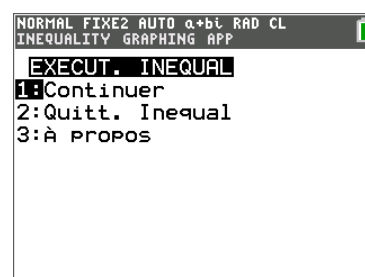 NORMAL FIXE2 AUTO a+bi RAD CL
INEQUALITY GRAPHING APP
EXECUT. INEQUAL
1:Continuer
2:Quitt. Inequal
3:À propos